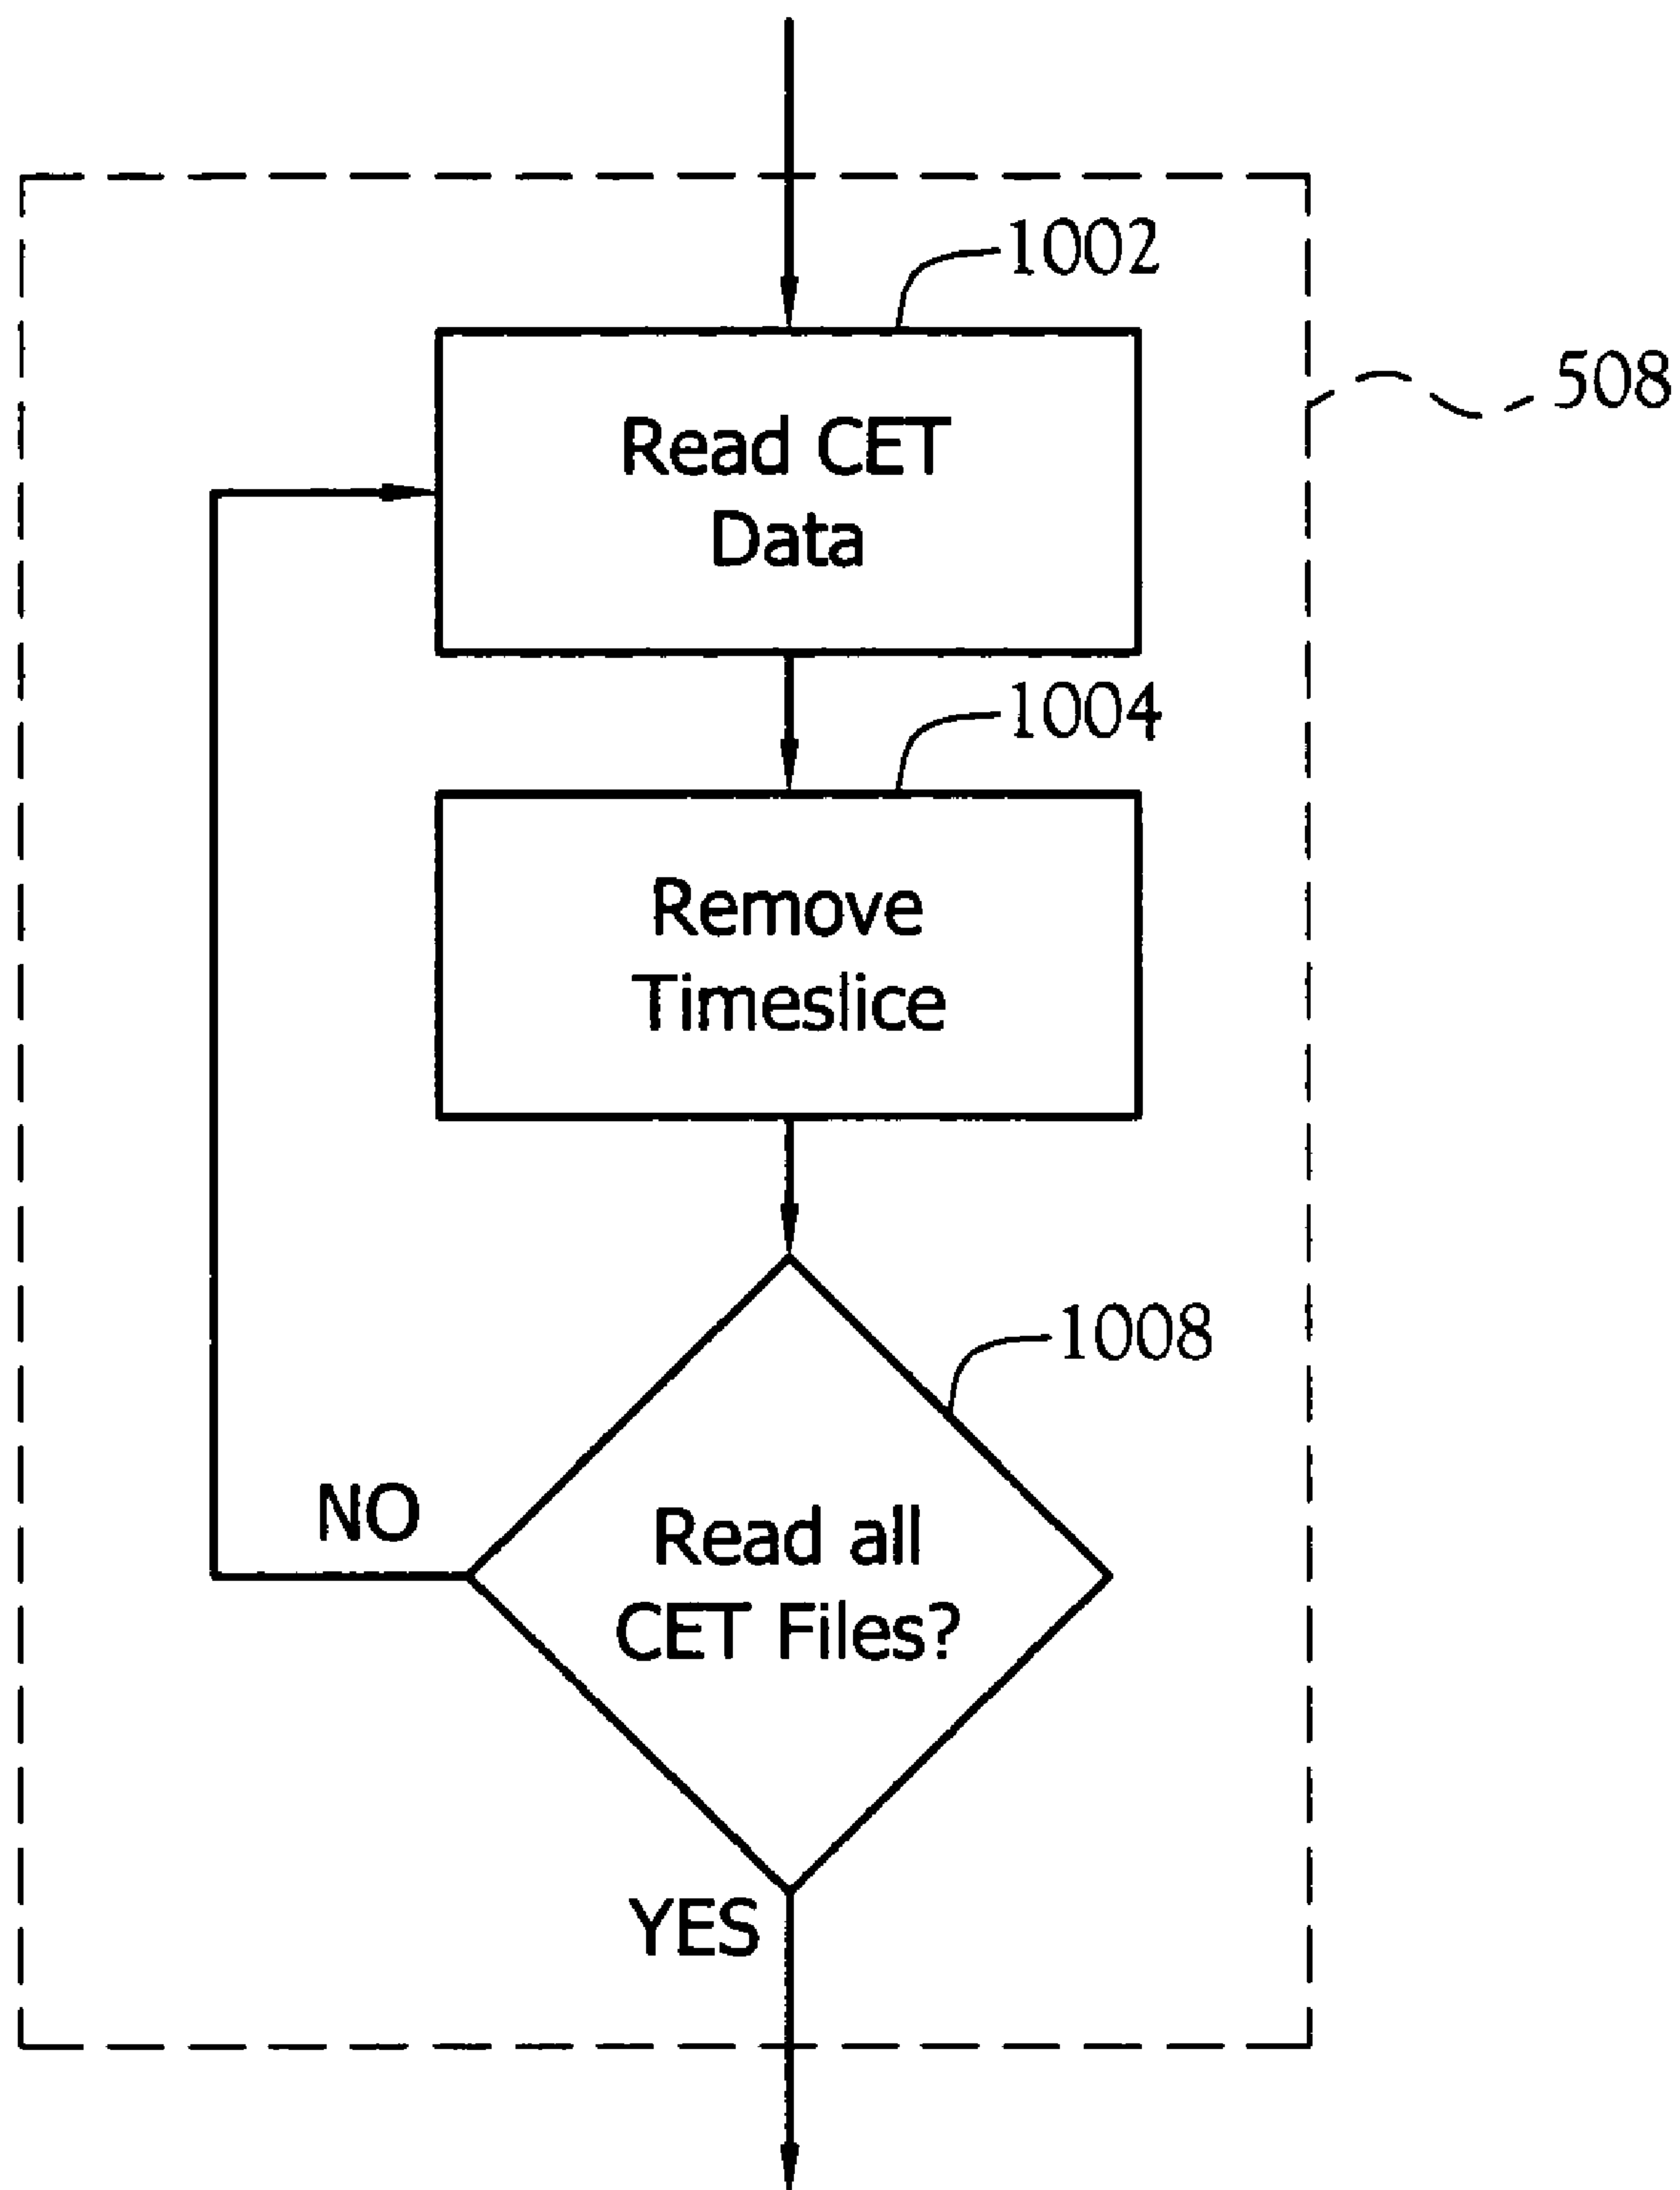 1002
508
Read CET
Data
1004
Remove
Timeslice
1008
NO
Read all
CET Files?
YES